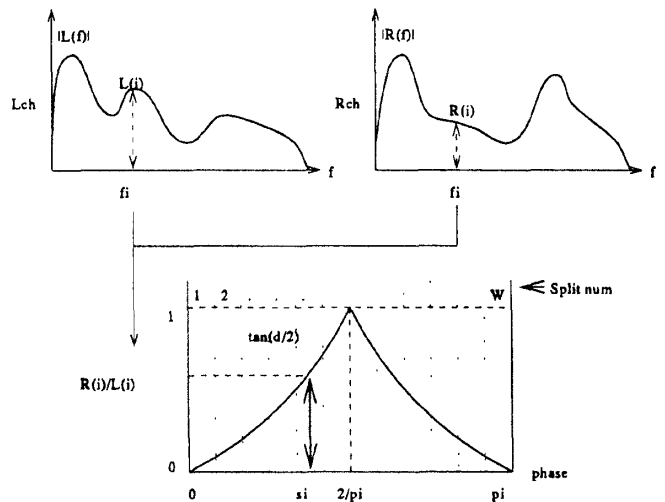 |L(f)|
L(i)
Lch
f
fi
|R(f)|
R(i)
Rch
f
fi
1 2 W
Split num
1
tan(d/2)
R(i)/L(i)
0
phase
0 si 2/pi pi